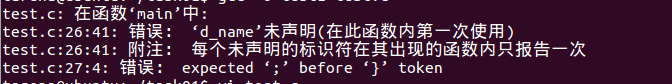 test.c: 在函数‘main’中:
test.c:26:41: 错误: ‘d_name’未声明(在此函数内第一次使用)
test.c:26:41: 附注: 每个未声明的标识符在其出现的函数内只报告一次
test.c:27:4: 错误: expected ‘;’ before ‘}’ token